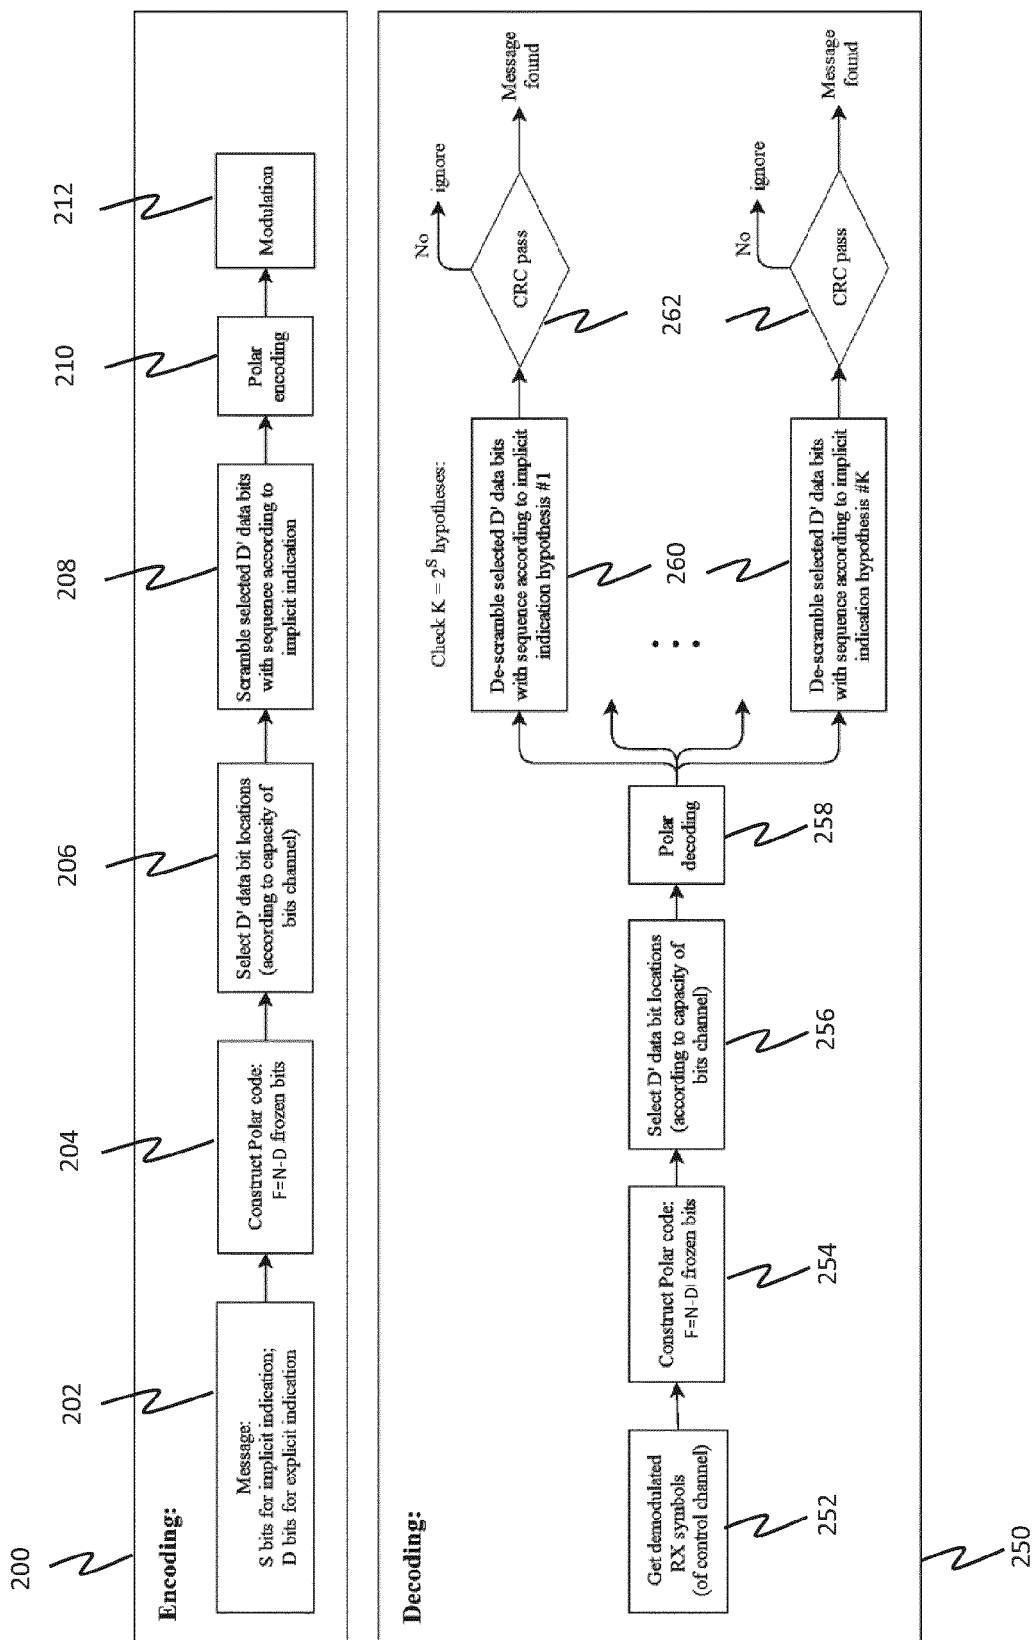 200
Encoding:
202
Message:
S bits for implicit indication;
D bits for explicit indication
204
Construct Polar code:
F=N-D frozen bits
206
Select D' data bit locations
(according to capacity of
bits channel)
208
Scramble selected D' data bits
with sequence according to
implicit indication
210
Polar
encoding
212
Modulation
Decoding:
Get demodulated
RX symbols
(of control channel)
252
Construct Polar code:
F=N-D frozen bits
254
Select D' data bit locations
(according to capacity of
bits channel)
256
Polar
decoding
258
Check K = 2^S hypotheses:
De-scramble selected D' data bits
with sequence according to implicit
indication hypothesis #1
260
De-scramble selected D' data bits
with sequence according to implicit
indication hypothesis #K
No
ignore
CRC pass
Message
found
262
No
ignore
CRC pass
Message
found
250